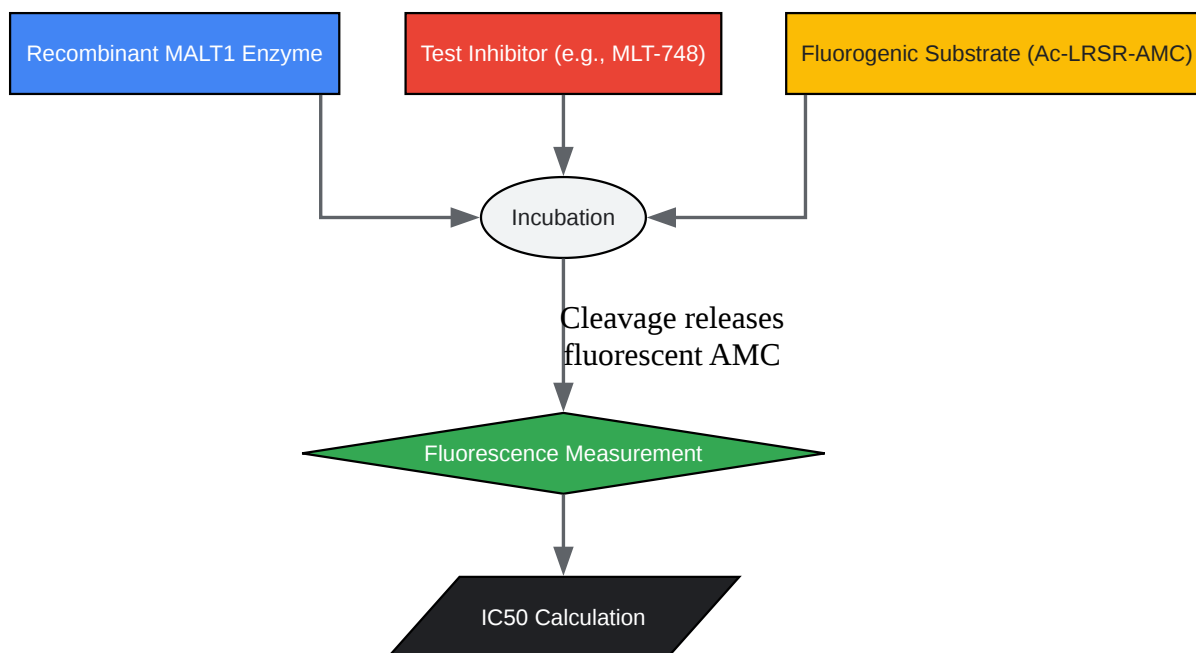 Recombinant MALT1 Enzyme
Test Inhibitor (e.g., MLT-748)
Fluorogenic Substrate (Ac-LRSR-AMC)
Incubation
Cleavage releases
fluorescent AMC
Fluorescence Measurement
IC50 Calculation